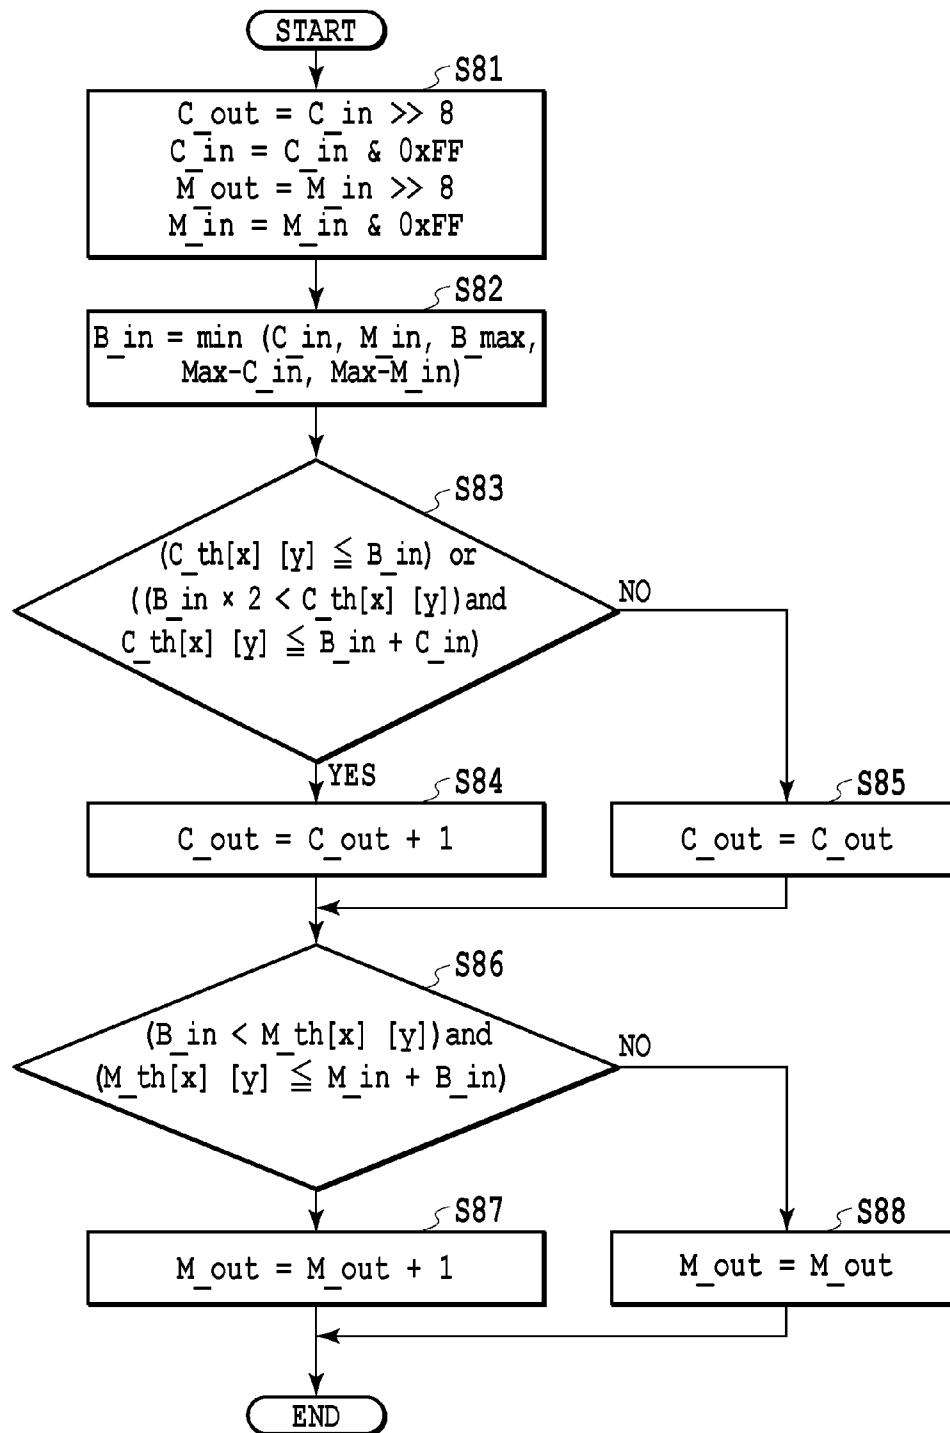 START
S81
C_out = C_in >> 8
C_in = C_in & 0xFF
M_out = M_in >> 8
M_in = M_in & 0xFF
S82
B_in = min (C_in, M_in, B_max,
Max-C_in, Max-M_in)
S83
(C_th[x] [y] ≦ B_in) or
((B_in × 2 < C_th[x] [y])and
C_th[x] [y] ≦ B_in + C_in)
NO
YES
S84
C_out = C_out + 1
S85
C_out = C_out
S86
(B_in < M_th[x] [y])and
(M_th[x] [y] ≦ M_in + B_in)
NO
S87
M_out = M_out + 1
S88
M_out = M_out
END